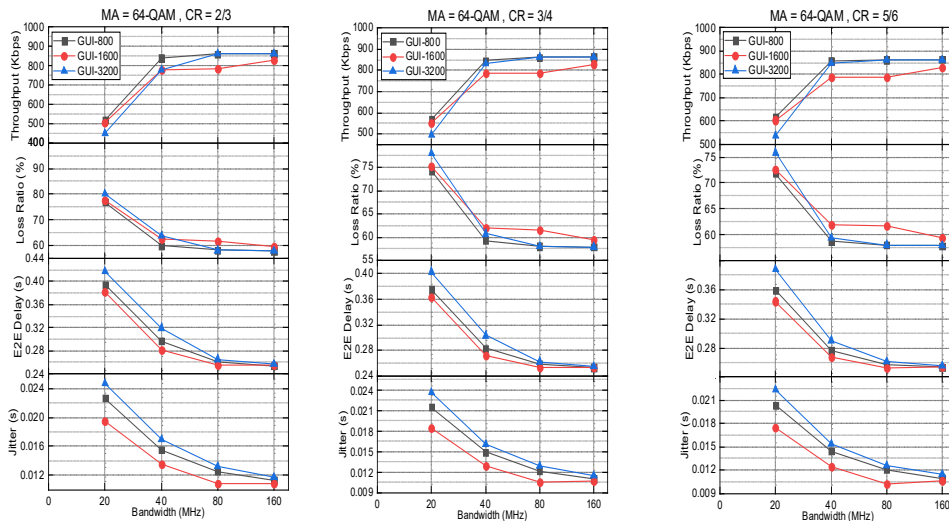 MA = 64-QAM , CR = 2/3
Throughput (Kbps)
1000
900
800
700
600
500
400
GUI-800
GUI-1600
GUI-3200
Loss Ratio (%)
90
80
70
60
E2E Delay (s)
0.44
0.40
0.36
0.32
0.28
0.24
Jitter (s)
0.024
0.020
0.016
0.012
0 20 40 80 160
Bandwidth (MHz)
MA = 64-QAM , CR = 3/4
Throughput (Kbps)
1000
900
800
700
600
500
GUI-800
GUI-1600
GUI-3200
Loss Ratio (%)
75
70
65
60
55
E2E Delay (s)
0.40
0.36
0.32
0.28
0.24
Jitter (s)
0.024
0.021
0.018
0.015
0.012
0.009
0 20 40 80 160
Bandwidth (MHz)
MA = 64-QAM , CR = 5/6
Throughput (Kbps)
1000
900
800
700
600
500
GUI-800
GUI-1600
GUI-3200
Loss Ratio (%)
75
70
65
60
E2E Delay (s)
0.36
0.28
Jitter (s)
0.021
0.018
0.015
0.012
0.009
0 20 40 80 160
Bandwidth (MHz)